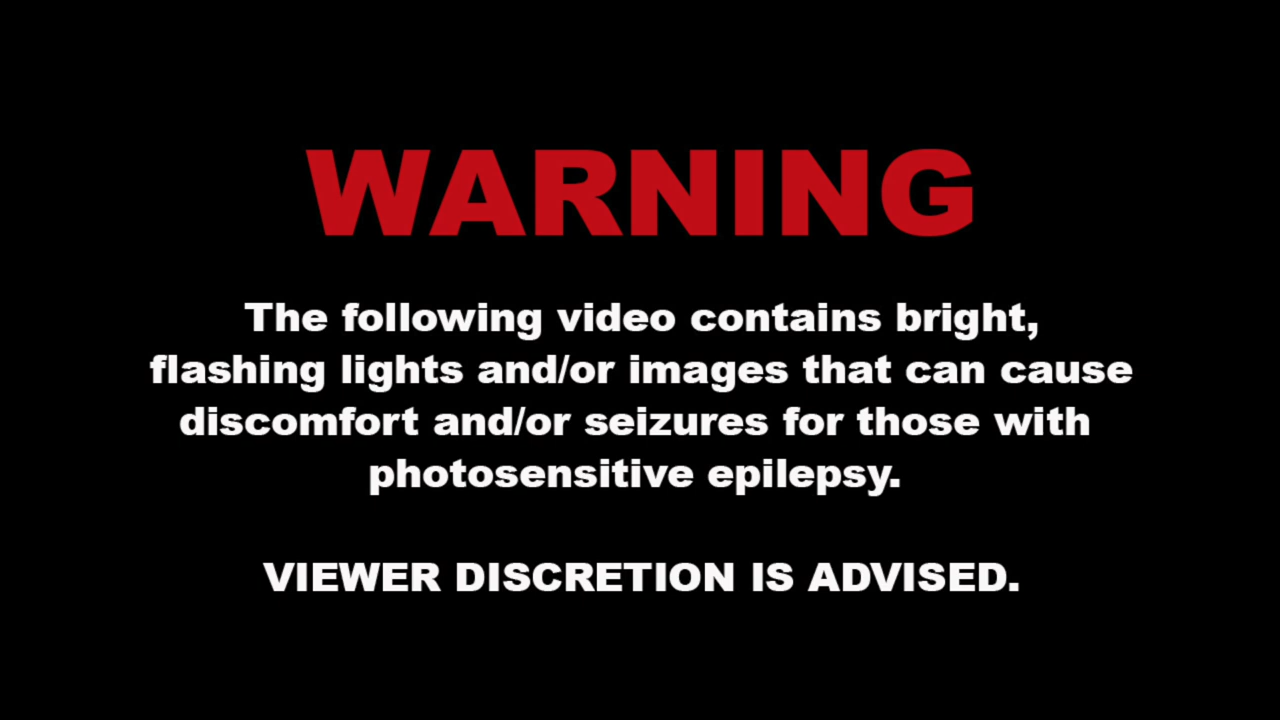 WARNING
The following video contains bright,
flashing lights and/or images that can cause
discomfort and/or seizures for those with
photosensitive epilepsy.
VIEWER DISCRETION IS ADVISED.